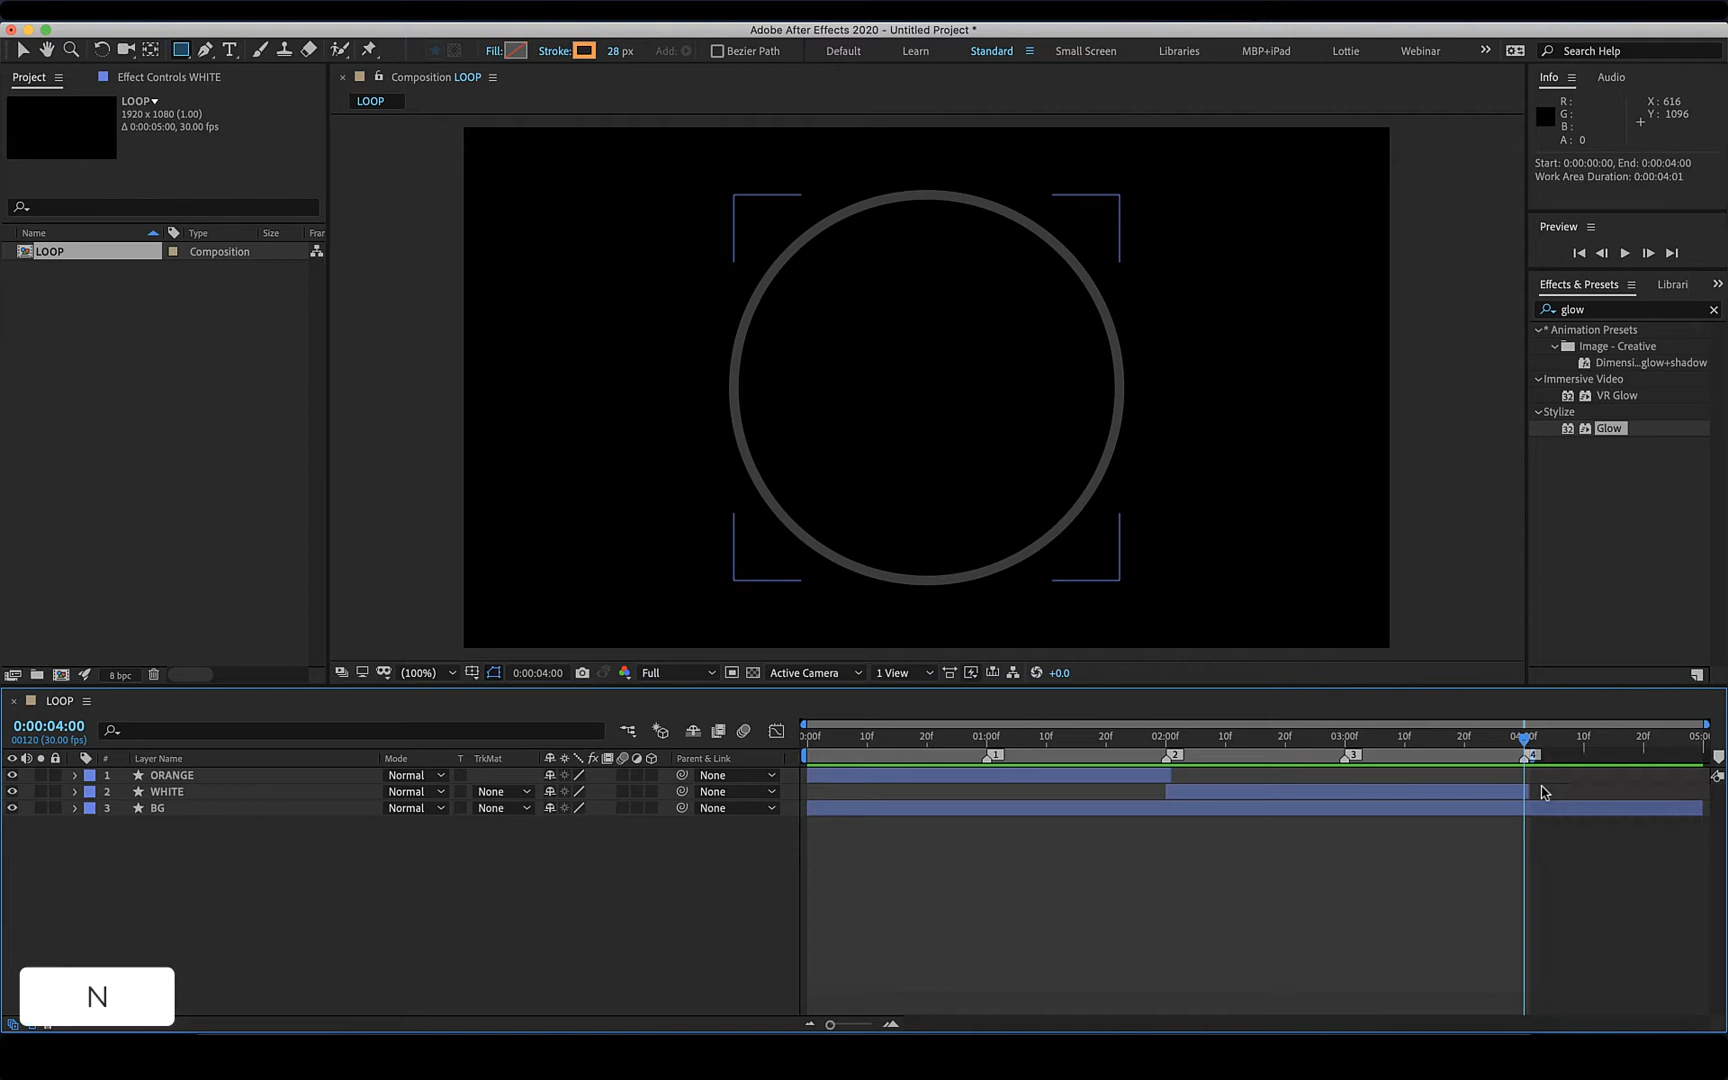 Adobe After Effects 2020 - Untitled Project *
Fill: Stroke: 28 px Add: Bezier Path Default Learn Standard Small Screen Libraries MBP+iPad Lottie Webinar Search Help
Project Effect Controls WHITE
LOOP
1920 x 1080 (1.00)
Δ 0:00:05:00, 30.00 fps
Name Type Size Frar
LOOP Composition
8 bpc
Composition LOOP
LOOP
(100%) 0:00:04:00 Full Active Camera 1 View +0.0
Info Audio
R: X: 616
G: Y: 1096
B:
A: 0
Start: 0:00:00:00, End: 0:00:04:00
Work Area Duration: 0:00:04:01
Preview
Effects & Presets Librari
glow
* Animation Presets
Image - Creative
Dimensi...glow+shadow
Immersive Video
32 VR Glow
Stylize
32 Glow
LOOP
0:00:04:00
00120 (30.00 fps)
0:00f 10f 20f 01:00f 10f 20f 02:00f 10f 20f 03:00f 10f 20f 04:00f 10f 20f 05:0
# Layer Name Mode T TrkMat fx Parent & Link 1 2 3 4
1 ORANGE Normal None
2 WHITE Normal None None
3 BG Normal None None
N